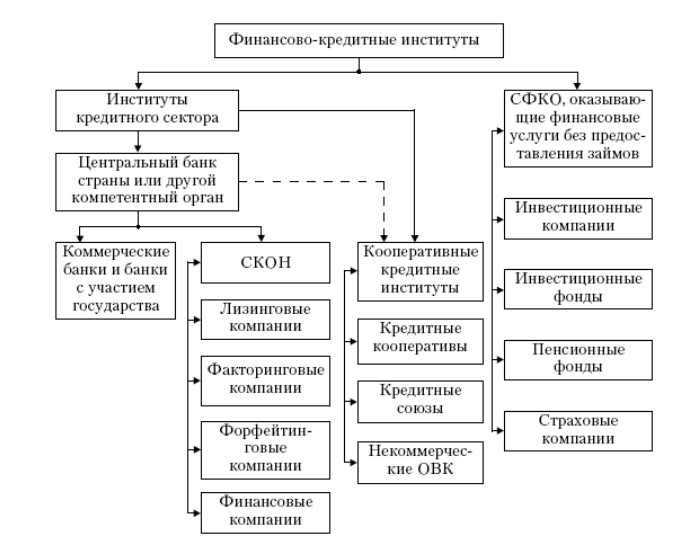 Финансово-кредитные институты
Институты
кредитного сектора
СФКО, оказываю-
щие финансовые
услуги без предос-
тавления займов
Центральный банк
страны или другой
компетентный орган
Коммерческие
банки и банки
с участием
государства
СКОН
Лизинговые
компании
Факторинговые
компании
Форфейтин-
говые
компании
Финансовые
компании
Кооперативные
кредитные
институты
Кредитные
кооперативы
Кредитные
союзы
Некоммерчес-
кие ОВК
Инвестиционные
компании
Инвестиционные
фонды
Пенсионные
фонды
Страховые
компании